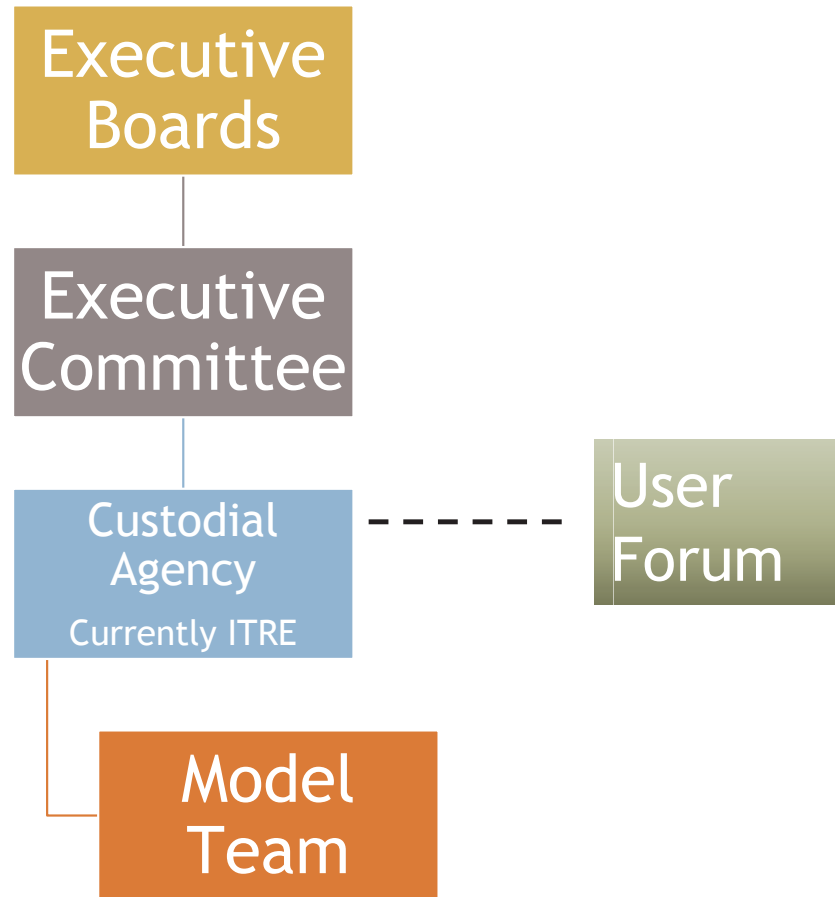 Executive
Boards
Executive
Committee
Custodial
Agency
Currently ITRE
User
Forum
Model
Team